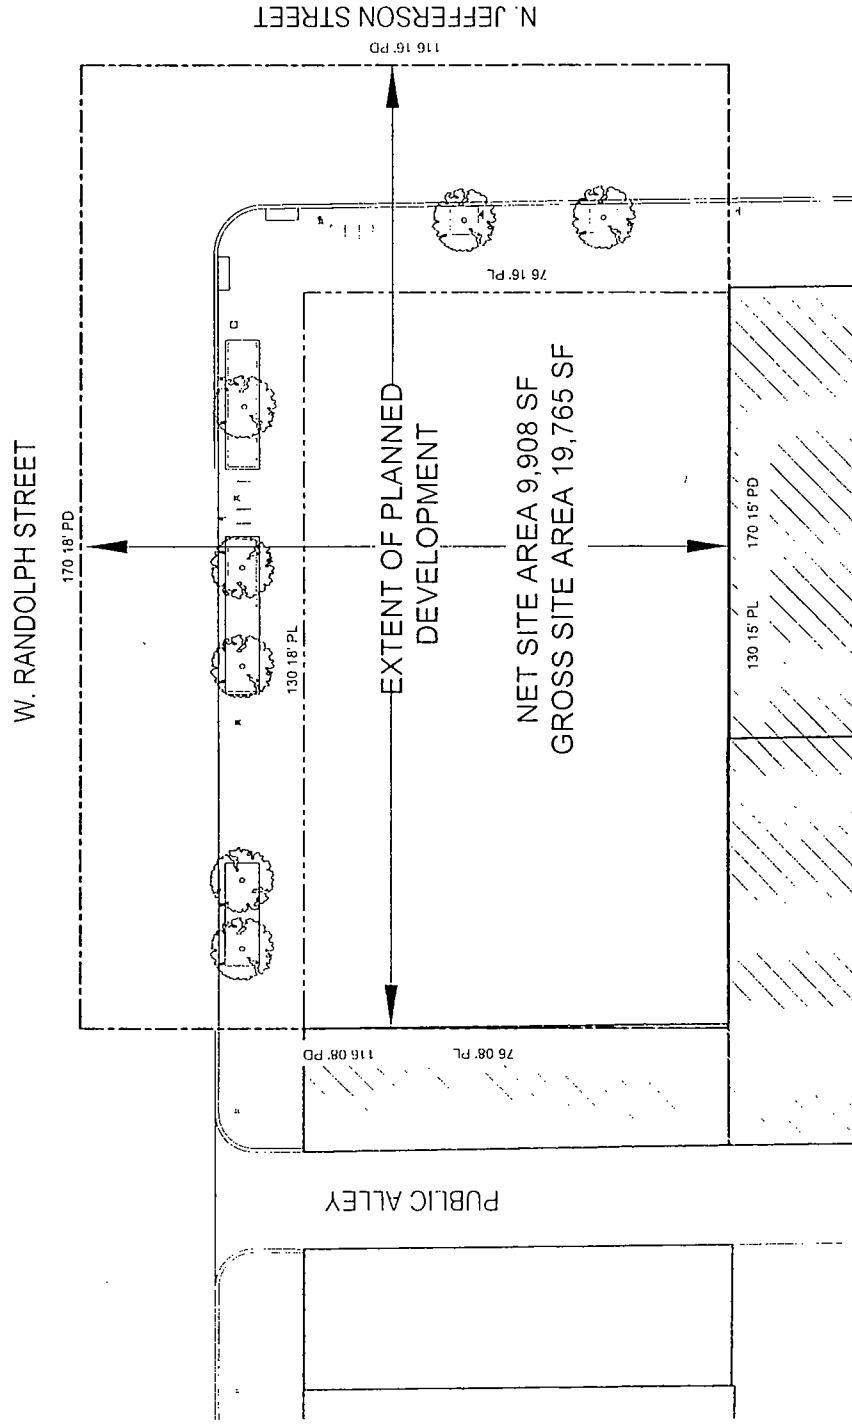 N. JEFFERSON STREET
116 16' PD
W. RANDOLPH STREET
170 18' PD
76 16' PL
130 18' PL
EXTENT OF PLANNED
DEVELOPMENT
NET SITE AREA 9,908 SF
GROSS SITE AREA 19,765 SF
130 15' PL
170 15' PD
116 08' PD
76 08' PL
PUBLIC ALLEY